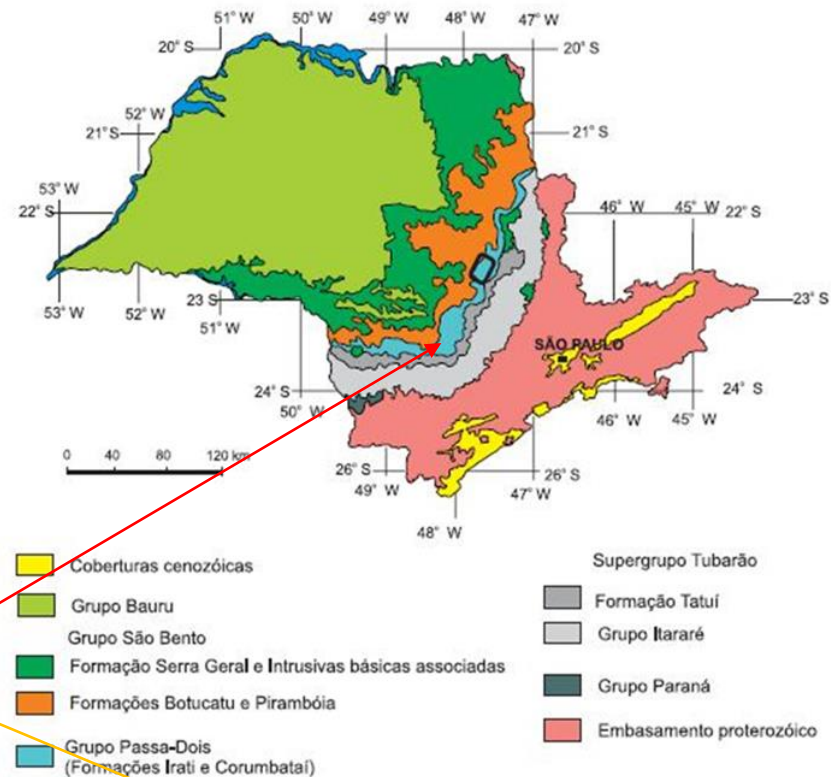 51° W 50° W 49° W 48° W 47° W
20° S 20° S
52° W
21° S 21° S
53° W
22° S 46° W 45° W 22° S
23° S 23° S
53° W 52° W 51° W
SÃO PAULO
24° S 24° S
50° W 46° W 45° W
0 40 80 120 km
26° S 26° S
49° W 47° W
48° W
Coberturas cenozóicas
Grupo Bauru
Grupo São Bento
Formação Serra Geral e Intrusivas básicas associadas
Formações Botucatu e Pirambóia
Grupo Passa-Dois
(Formações Irati e Corumbataí)
Supergrupo Tubarão
Formação Tatuí
Grupo Itararé
Grupo Paraná
Embasamento proterozóico